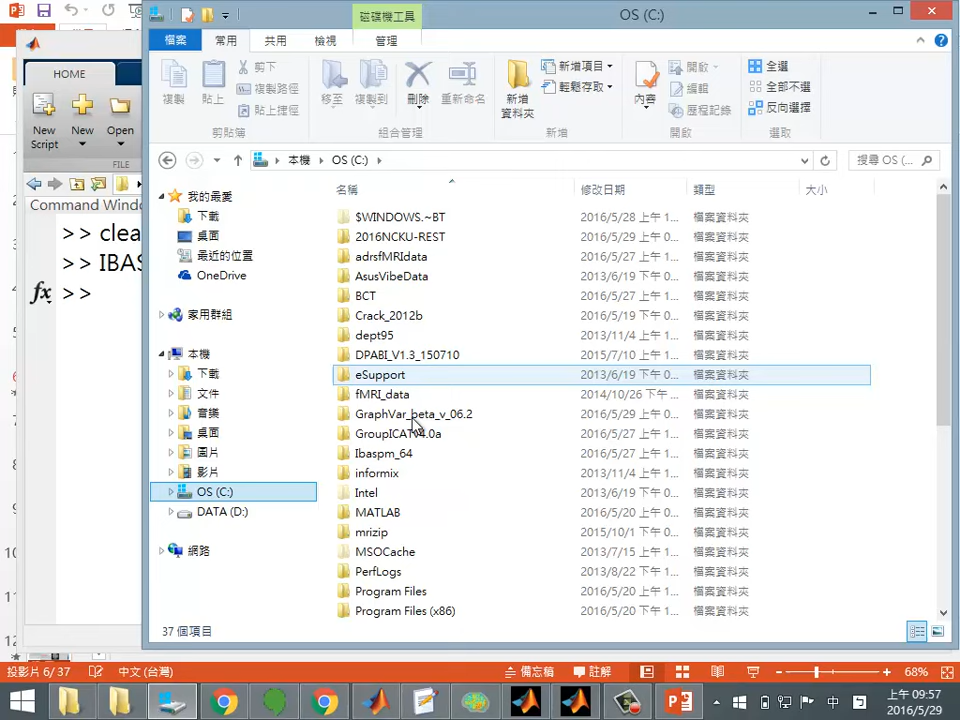 磁碟機工具
OS (C:)
檔案
常用
共用
檢視
管理
HOME
複製
貼上
剪下
複製路徑
貼上捷徑
剪貼簿
移至
複製到
刪除
重新命名
組合管理
新增
資料夾
新增項目
輕鬆存取
新增
內容
開啟
編輯
歷程記錄
開啟
全選
全部不選
反向選擇
選取
New
Script
New
Open
FILE
本機
OS (C:)
搜尋 OS (...
Command Windo
>> clea
>> IBAS
fx >>
我的最愛
下載
桌面
最近的位置
OneDrive
家用群組
本機
下載
文件
音樂
桌面
圖片
影片
OS (C:)
DATA (D:)
網路
名稱 修改日期 類型 大小
$WINDOWS.~BT 2016/5/28 上午 1... 檔案資料夾
2016NCKU-REST 2016/5/29 上午 0... 檔案資料夾
adrsfMRIdata 2016/5/27 上午 1... 檔案資料夾
AsusVibeData 2013/6/19 下午 0... 檔案資料夾
BCT 2016/5/27 上午 1... 檔案資料夾
Crack_2012b 2016/5/19 下午 0... 檔案資料夾
dept95 2013/11/4 下午 1... 檔案資料夾
DPABI_V1.3_150710 2015/7/10 上午 1... 檔案資料夾
eSupport 2013/6/19 下午 0... 檔案資料夾
fMRI_data 2014/10/26 下午 ... 檔案資料夾
GraphVar_beta_v_06.2 2016/5/29 上午 0... 檔案資料夾
2016/5/27 上午 0... 檔案資料夾
Ibaspm_64 2016/5/27 上午 1... 檔案資料夾
informix 2013/11/4 下午 0... 檔案資料夾
Intel 2013/6/19 下午 0... 檔案資料夾
MATLAB 2016/5/20 上午 0... 檔案資料夾
mrizip 2015/10/1 下午 0... 檔案資料夾
MSOCache 2013/7/15 上午 1... 檔案資料夾
PerfLogs 2013/8/22 下午 1... 檔案資料夾
Program Files 2016/5/20 上午 1... 檔案資料夾
Program Files (x86) 2016/5/20 下午 1... 檔案資料夾
37 個項目
投影片 6/37 中文 (台灣) 備忘稿 註解 68%
中
上午 09:57
2016/5/29